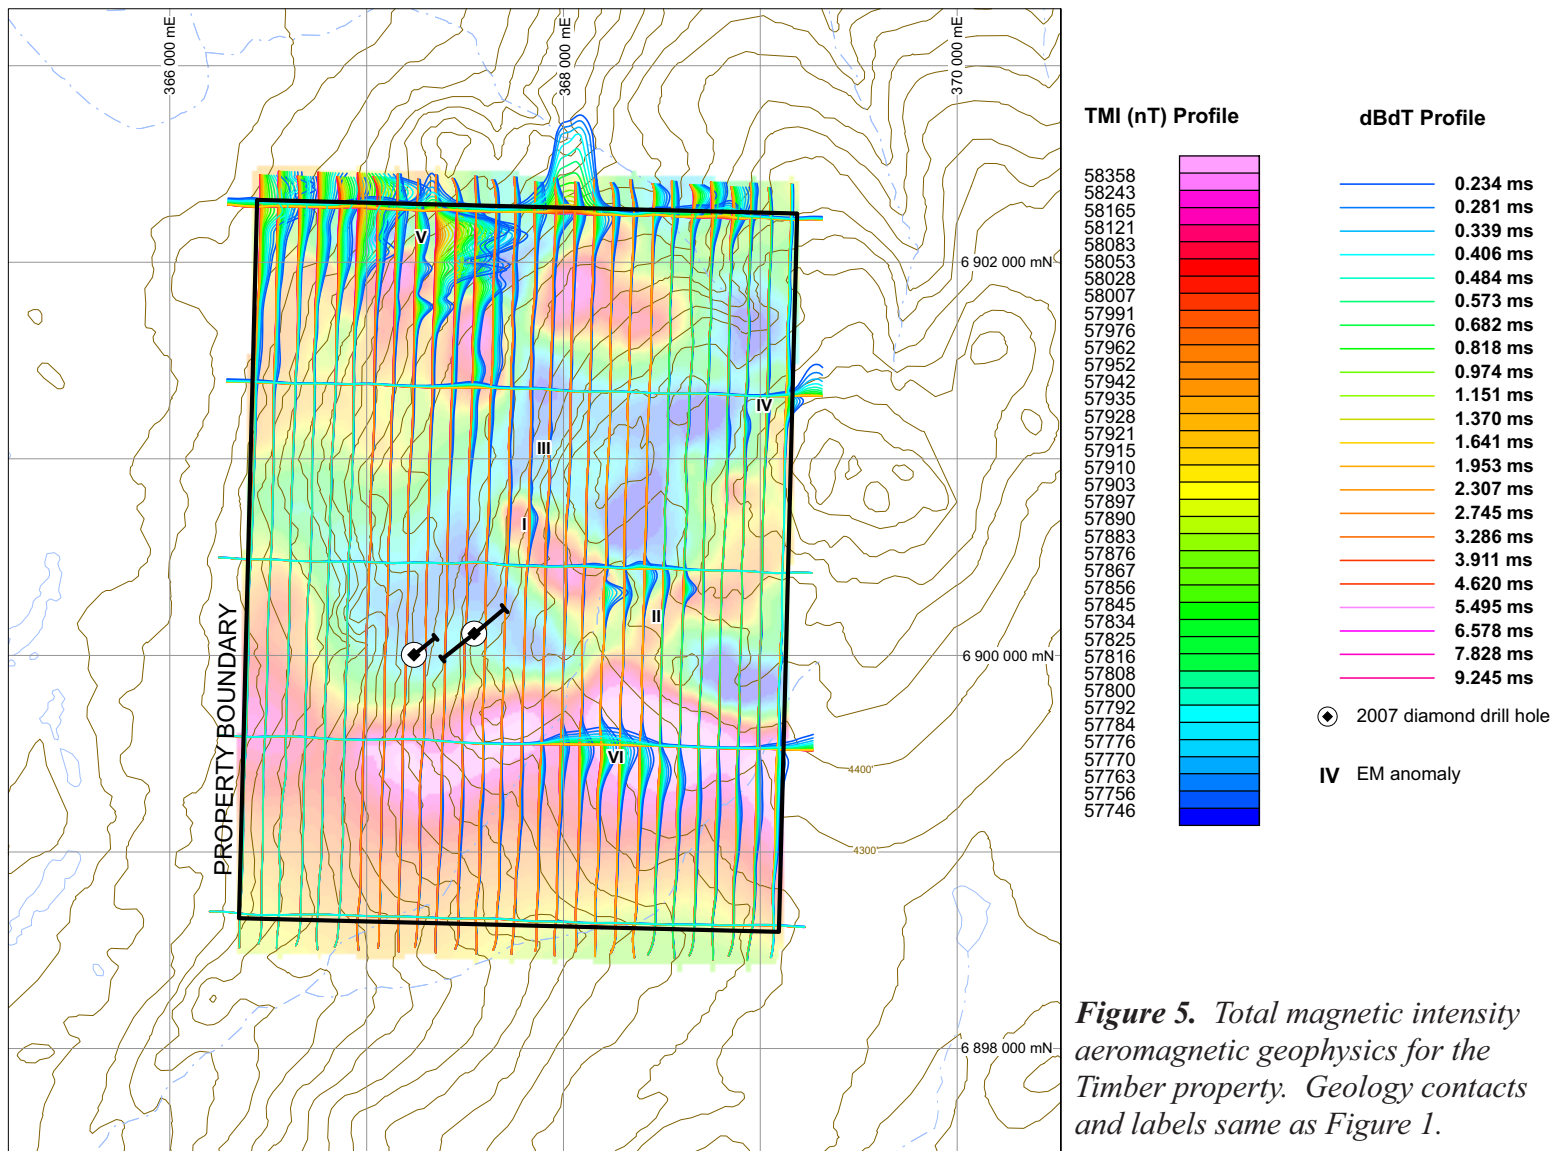 366 000 mE
368 000 mE
370 000 mE
6 902 000 mN
6 900 000 mN
6 898 000 mN
V
IV
III
I
II
VI
4400'
4300'
PROPERTY BOUNDARY
TMI (nT) Profile
58358
58243
58165
58121
58083
58053
58028
58007
57991
57976
57962
57952
57942
57935
57928
57921
57915
57910
57903
57897
57890
57883
57876
57867
57856
57845
57834
57825
57816
57808
57800
57792
57784
57776
57770
57763
57756
57746
dBdT Profile
0.234 ms
0.281 ms
0.339 ms
0.406 ms
0.484 ms
0.573 ms
0.682 ms
0.818 ms
0.974 ms
1.151 ms
1.370 ms
1.641 ms
1.953 ms
2.307 ms
2.745 ms
3.286 ms
3.911 ms
4.620 ms
5.495 ms
6.578 ms
7.828 ms
9.245 ms
2007 diamond drill hole
IV EM anomaly
Figure 5. Total magnetic intensity
aeromagnetic geophysics for the
Timber property. Geology contacts
and labels same as Figure 1.